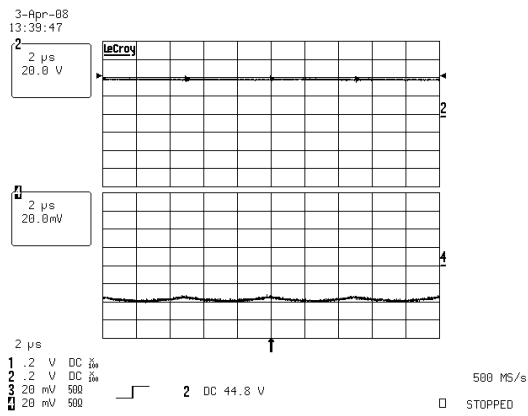 3-Apr-08
13:39:47
2
2 µs
20.0 V
LeCroy
2
4
2 µs
20.0mV
4
2 µs
1 .2 V DC X100
2 .2 V DC X100
3 20 mV 50Ω
4 20 mV 50Ω
2 DC 44.8 V
500 MS/s
STOPPED